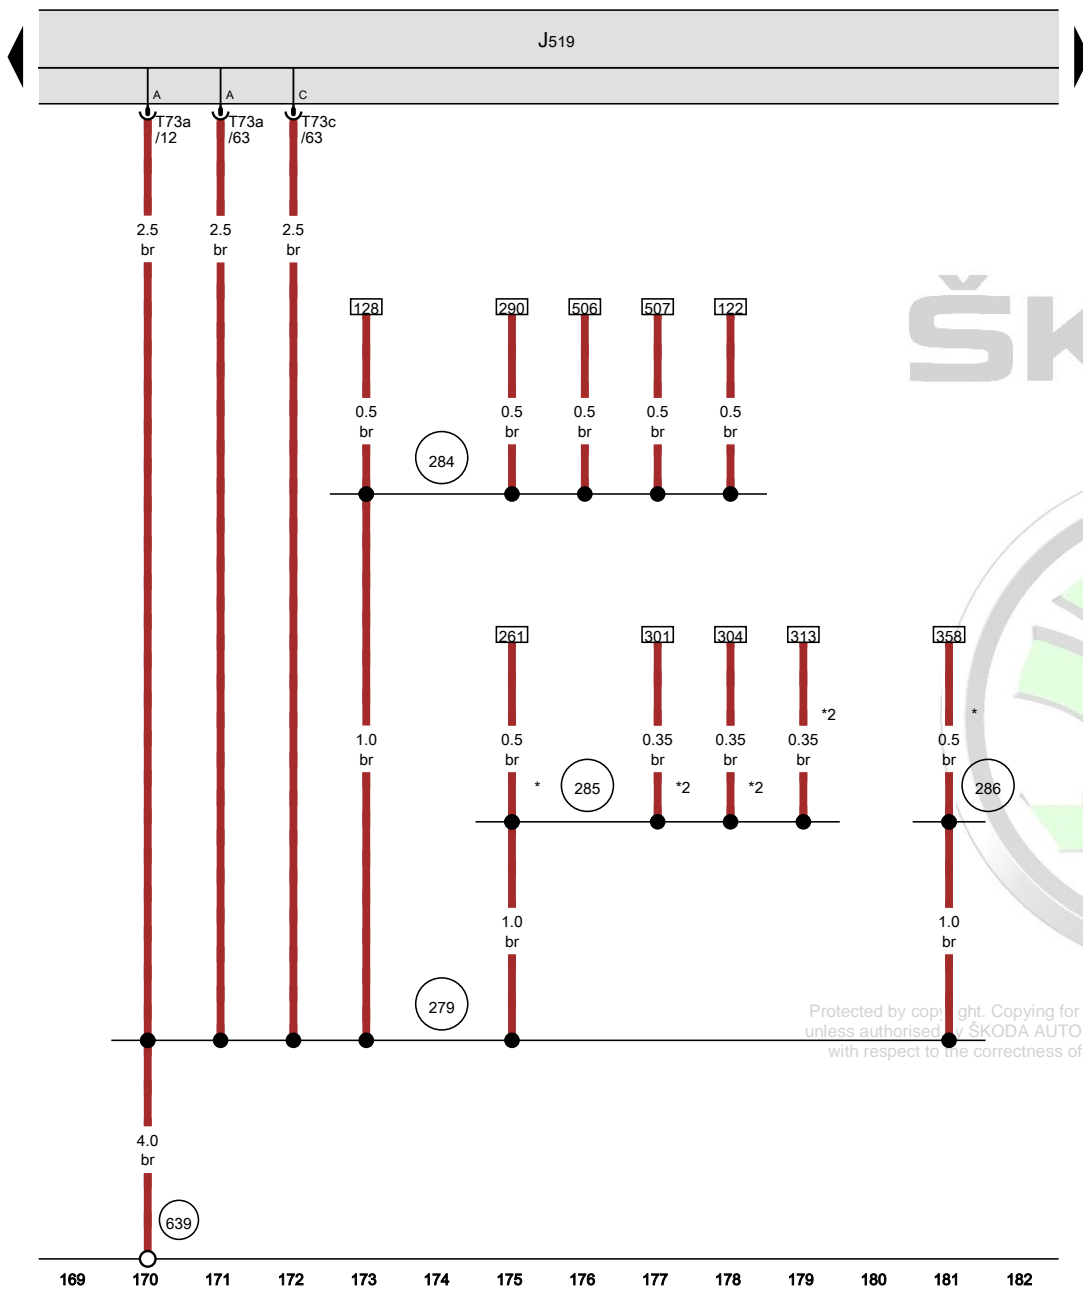 J519
A A C
T73a T73a T73c
/12 /63 /63
2.5 2.5 2.5
br br br
128 290 506 507 122
ŠK
0.5 0.5 0.5 0.5 0.5
br br br br br
284
261 301 304 313 358
*2 *
1.0 0.5 0.35 0.35 0.35 0.5
br br br br br br
* 285 *2 *2 286
1.0 1.0
br br
279
Protected by copyright. Copying for
unless authorised by ŠKODA AUTO
with respect to the correctness of
4.0
br
639
169 170 171 172 173 174 175 176 177 178 179 180 181 182